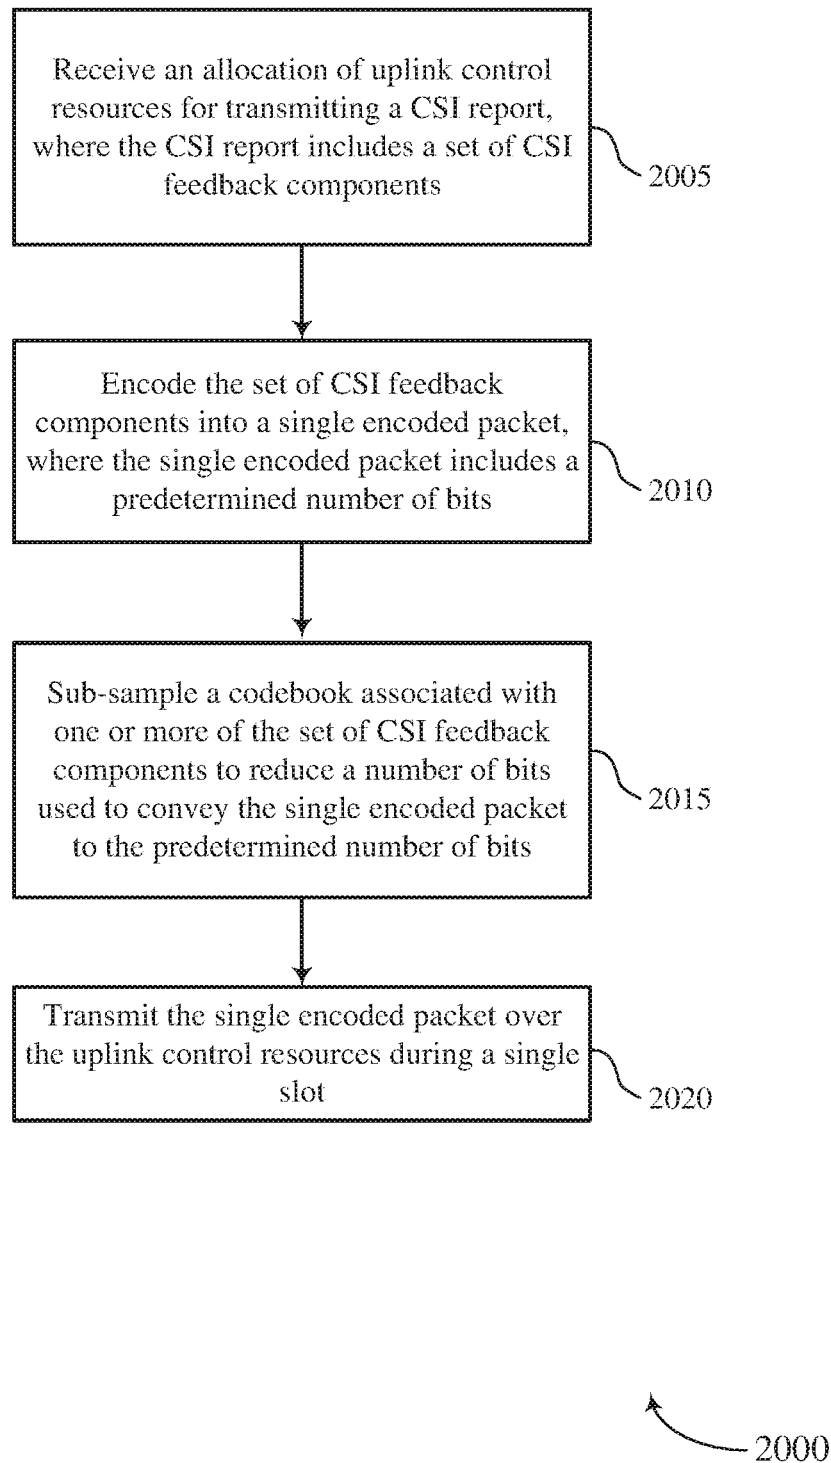 Receive an allocation of uplink control
resources for transmitting a CSI report,
where the CSI report includes a set of CSI
feedback components
2005
Encode the set of CSI feedback
components into a single encoded packet,
where the single encoded packet includes a
predetermined number of bits
2010
Sub-sample a codebook associated with
one or more of the set of CSI feedback
components to reduce a number of bits
used to convey the single encoded packet
to the predetermined number of bits
2015
Transmit the single encoded packet over
the uplink control resources during a single
slot
2020
2000